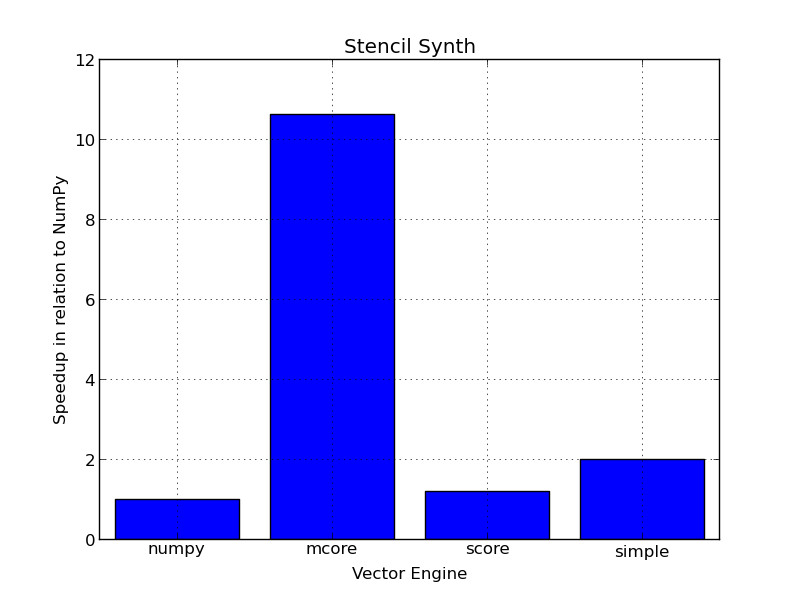 Stencil Synth
12
10
8
6
4
2
0
Speedup in relation to NumPy
numpy mcore score simple
Vector Engine